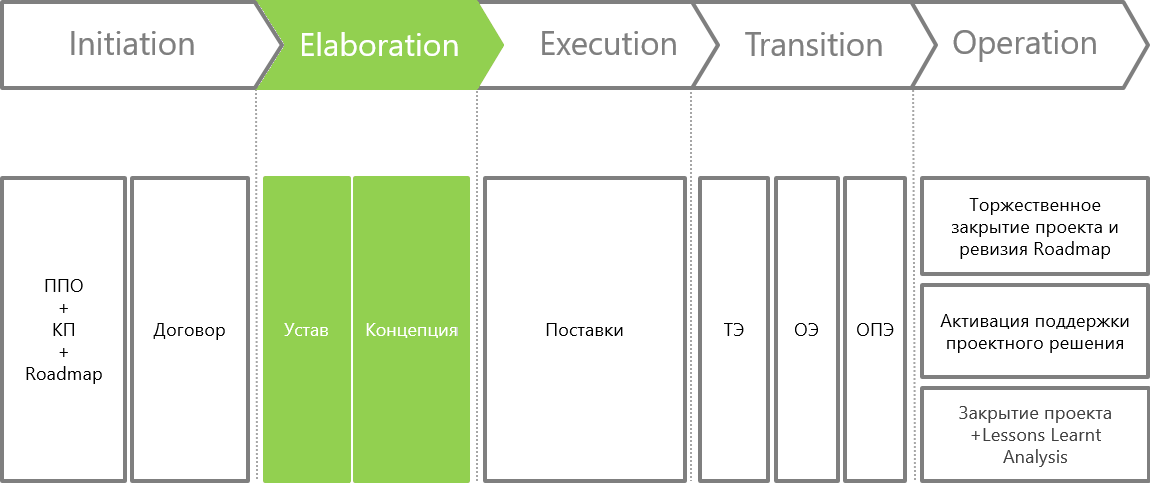 Initiation
Elaboration
Execution
Transition
Operation
ППО
+
КП
+
Roadmap
Договор
Устав
Концепция
Поставки
ТЭ
ОЭ
ОПЭ
Торжественное
закрытие проекта и
ревизия Roadmap
Активация поддержки
проектного решения
Закрытие проекта
+Lessons Learnt
Analysis